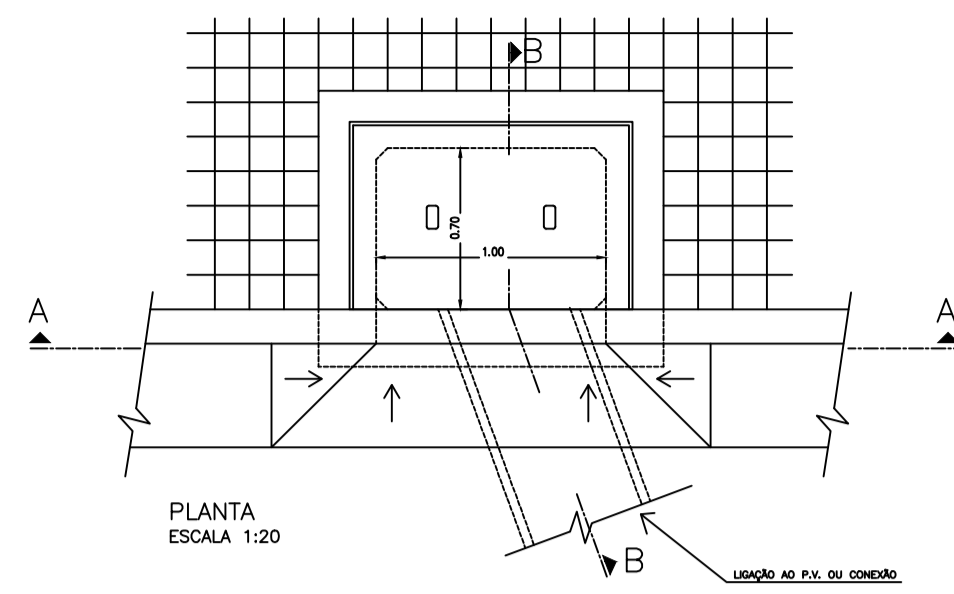 B
0.70
1.00
A
A
PLANTA
ESCALA 1:20
B
LIGAÇÃO AO P.V. OU CONEXÃO